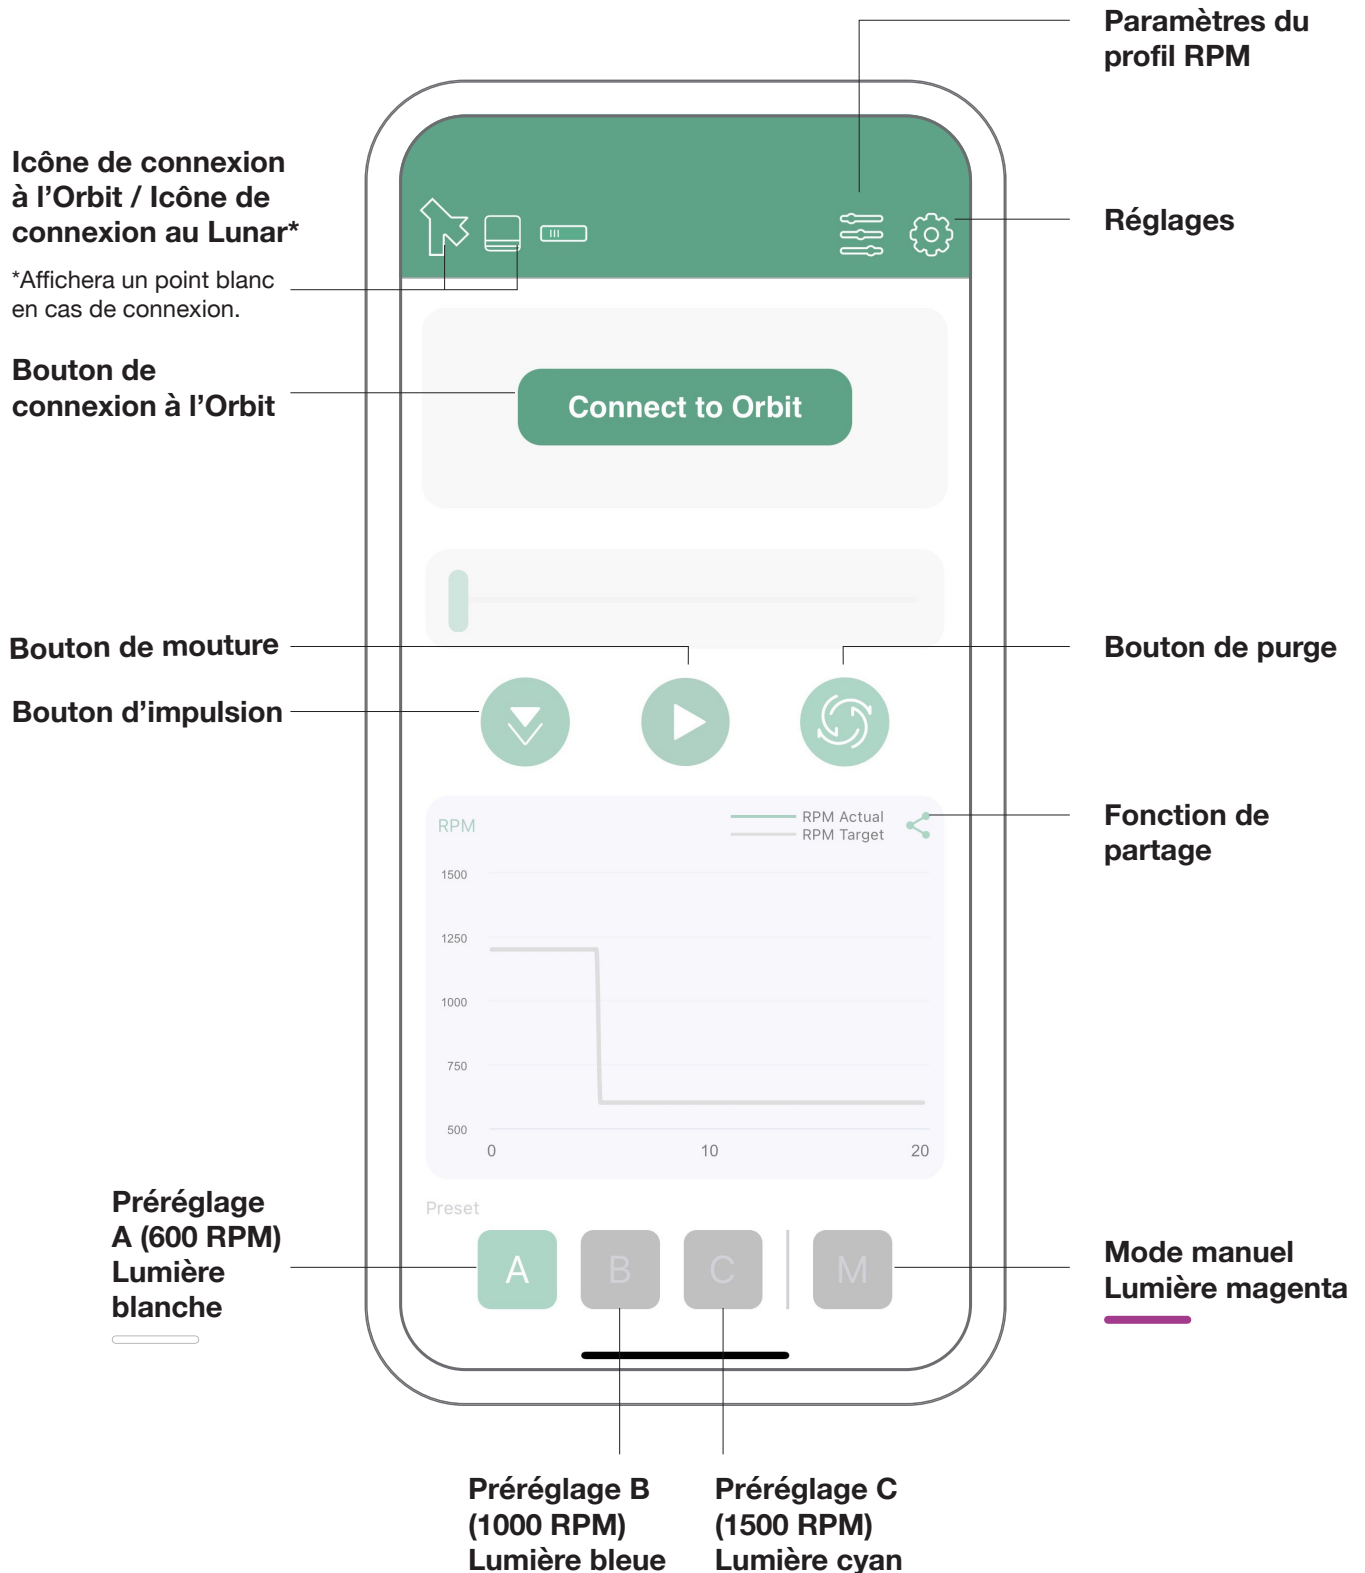 Paramètres du
profil RPM
Icône de connexion
à l’Orbit / Icône de
connexion au Lunar*
*Affichera un point blanc
en cas de connexion.
Réglages
Bouton de
connexion à l’Orbit
Connect to Orbit
Bouton de mouture
Bouton de purge
Bouton d’impulsion
RPM
RPM Actual
RPM Target
Fonction de
partage
1500
1250
1000
750
500
0
10
20
Preset
A
B
C
M
Préréglage
A (600 RPM)
Lumière
blanche
Mode manuel
Lumière magenta
Préréglage B
(1000 RPM)
Lumière bleue
Préréglage C
(1500 RPM)
Lumière cyan